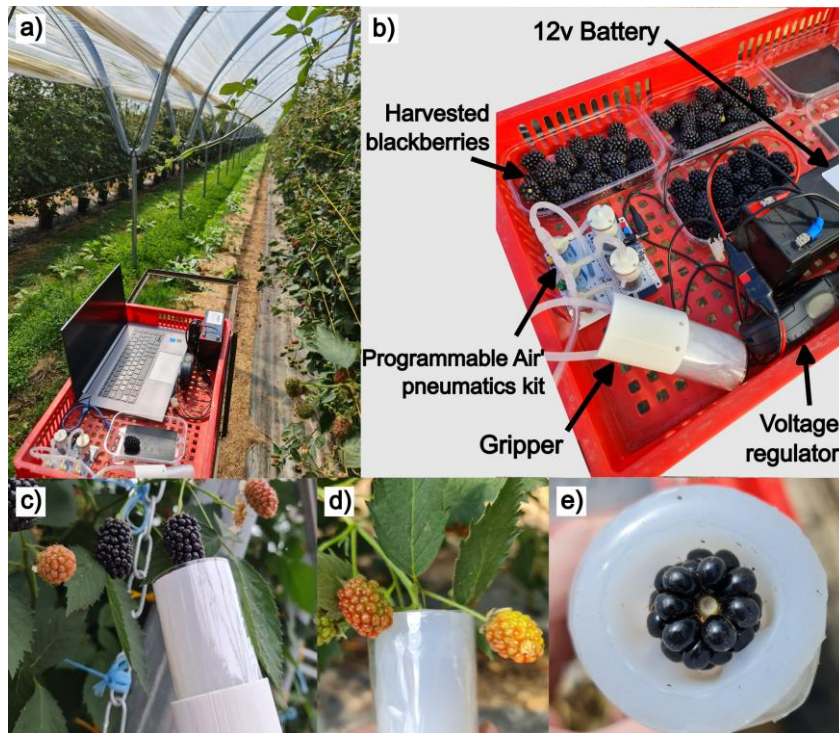 a)
b)
12v Battery
Harvested
blackberries
Programmable Air'
pneumatics kit
Gripper
Voltage
regulator
c)
d)
e)